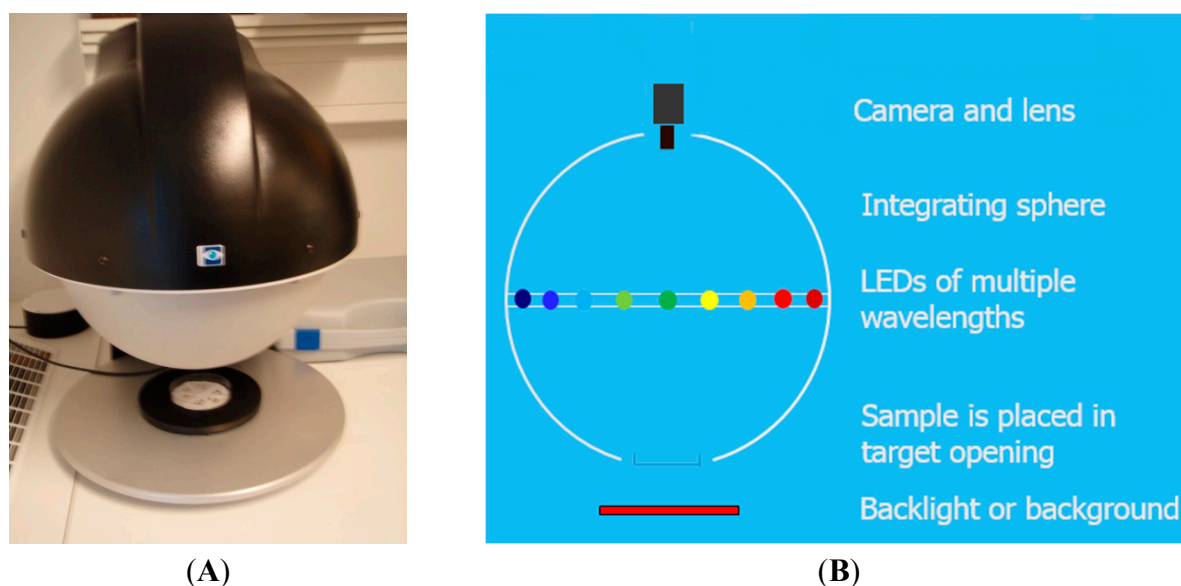 Camera and lens
Integrating sphere
LEDs of multiple
wavelengths
Sample is placed in
target opening
Backlight or background
(A)
(B)